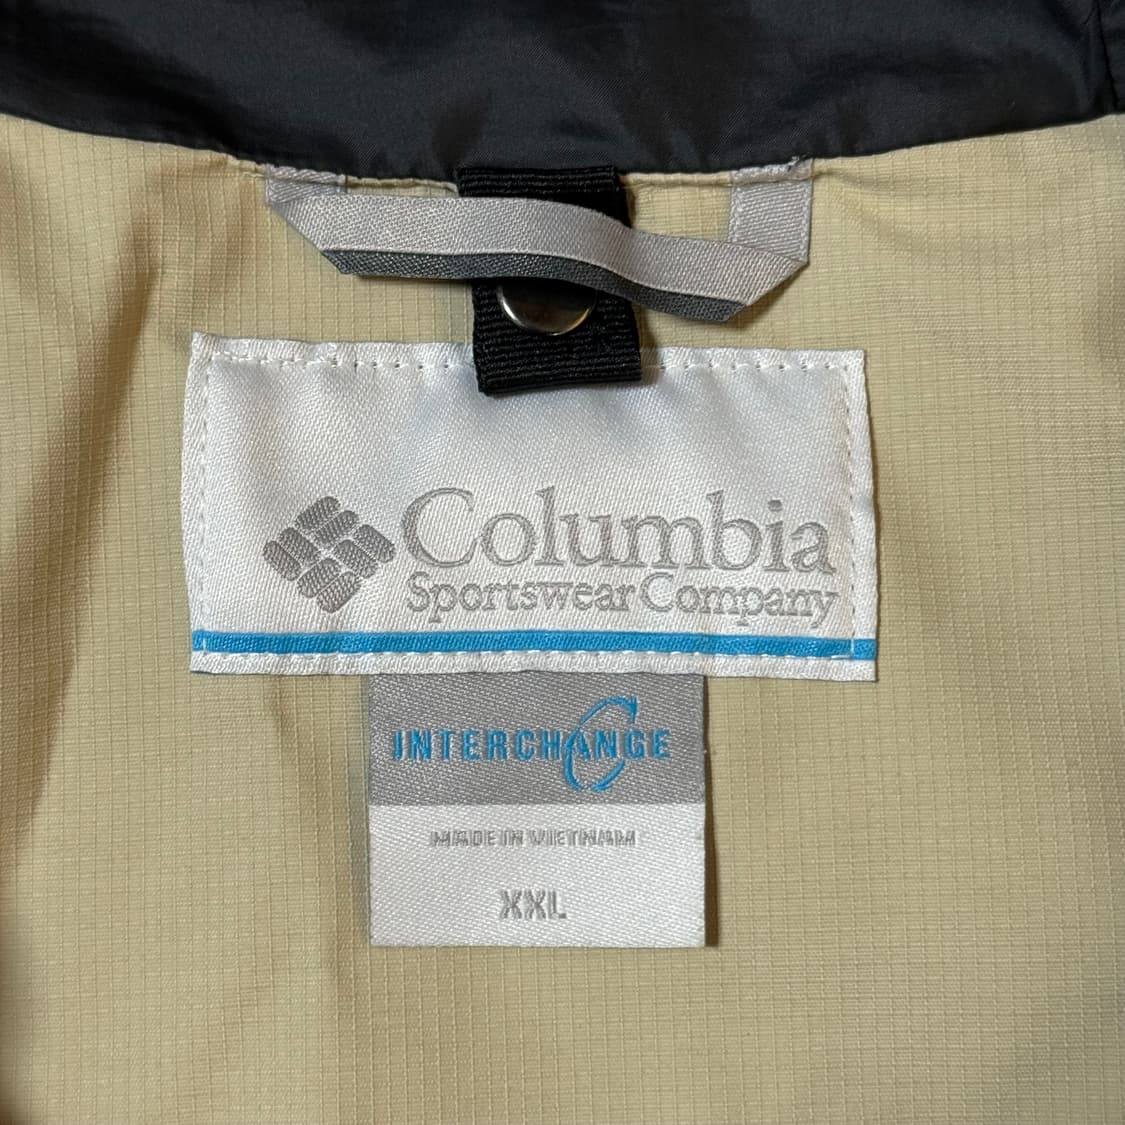 Columbia
Sportswear Company
INTERCHANGE
MADE IN VIETNAM
XXL